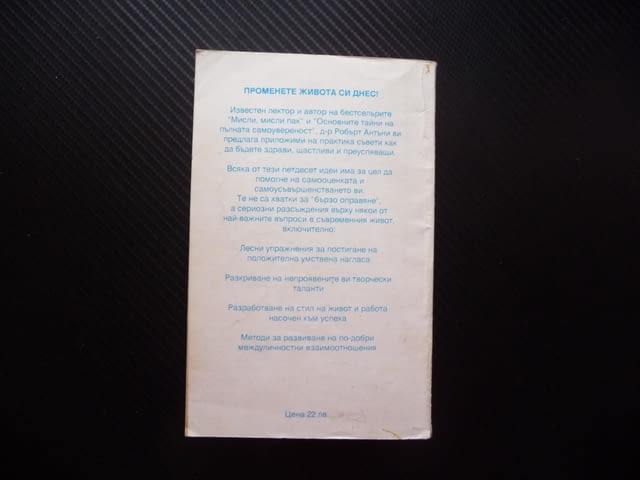 ПРОМЕНЕТЕ ЖИВОТА СИ ДНЕС!
Известен лектор и автор на бестселърите
"Мисли, мисли пак" и "Основните тайни на
пълната самоувереност", д-р Робърт Антъни ви
предлага приложими на практика съвети как
да бъдете здрави, щастливи и преуспяващи.
Всяка от тези петдесет идеи има за цел да
помогне на самооценката и
самоусъвършенстването ви.
Те не са хватки за "бързо оправяне",
а сериозни разсъждения върху някои от
най-важните въпроси в съвременния живот,
включително:
Лесни упражнения за постигане на
положителна умствена нагласа
Разкриване на непроявените ви творчески
таланти
Разработване на стил на живот и работа
насочен към успеха
Методи за развиване на по-добри
междуличностни взаимоотношения
Цена 22 лв.